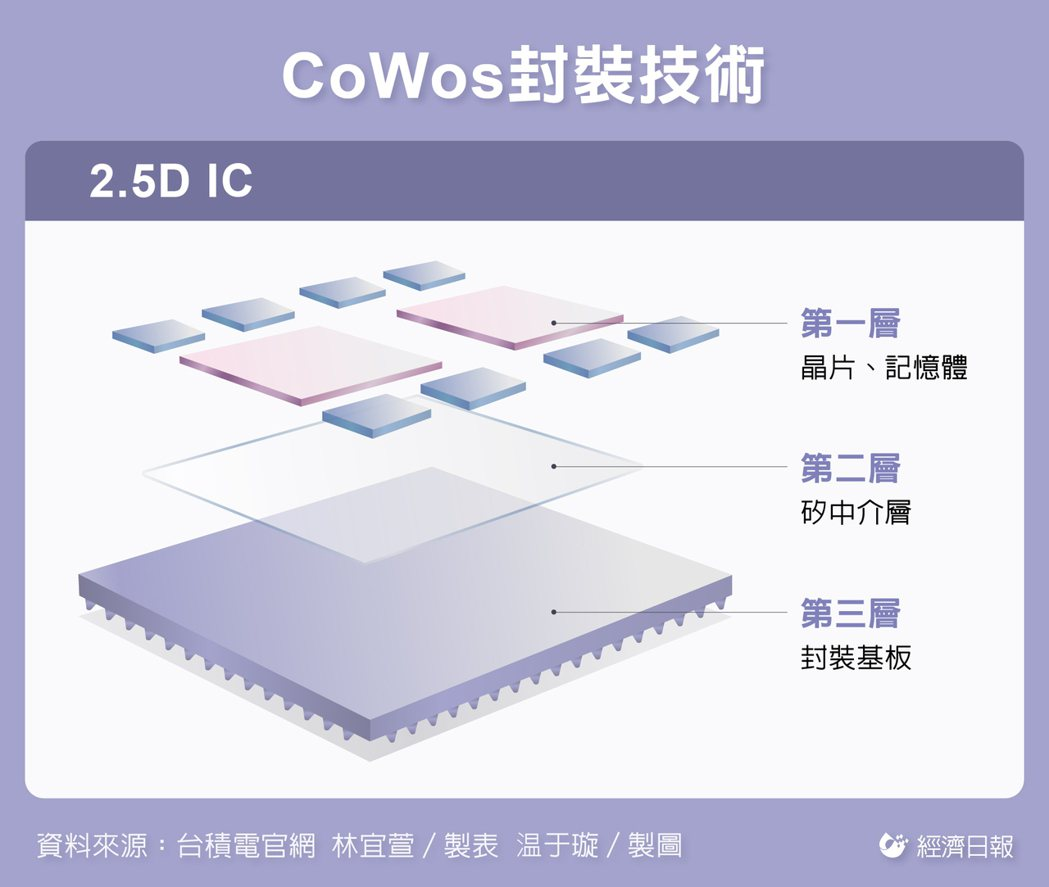 CoWos封裝技術
2.5D IC
第一層
晶片、記憶體
第二層
矽中介層
第三層
封裝基板
資料來源：台積電官網 林宜萱／製表 温于璇／製圖
經濟日報